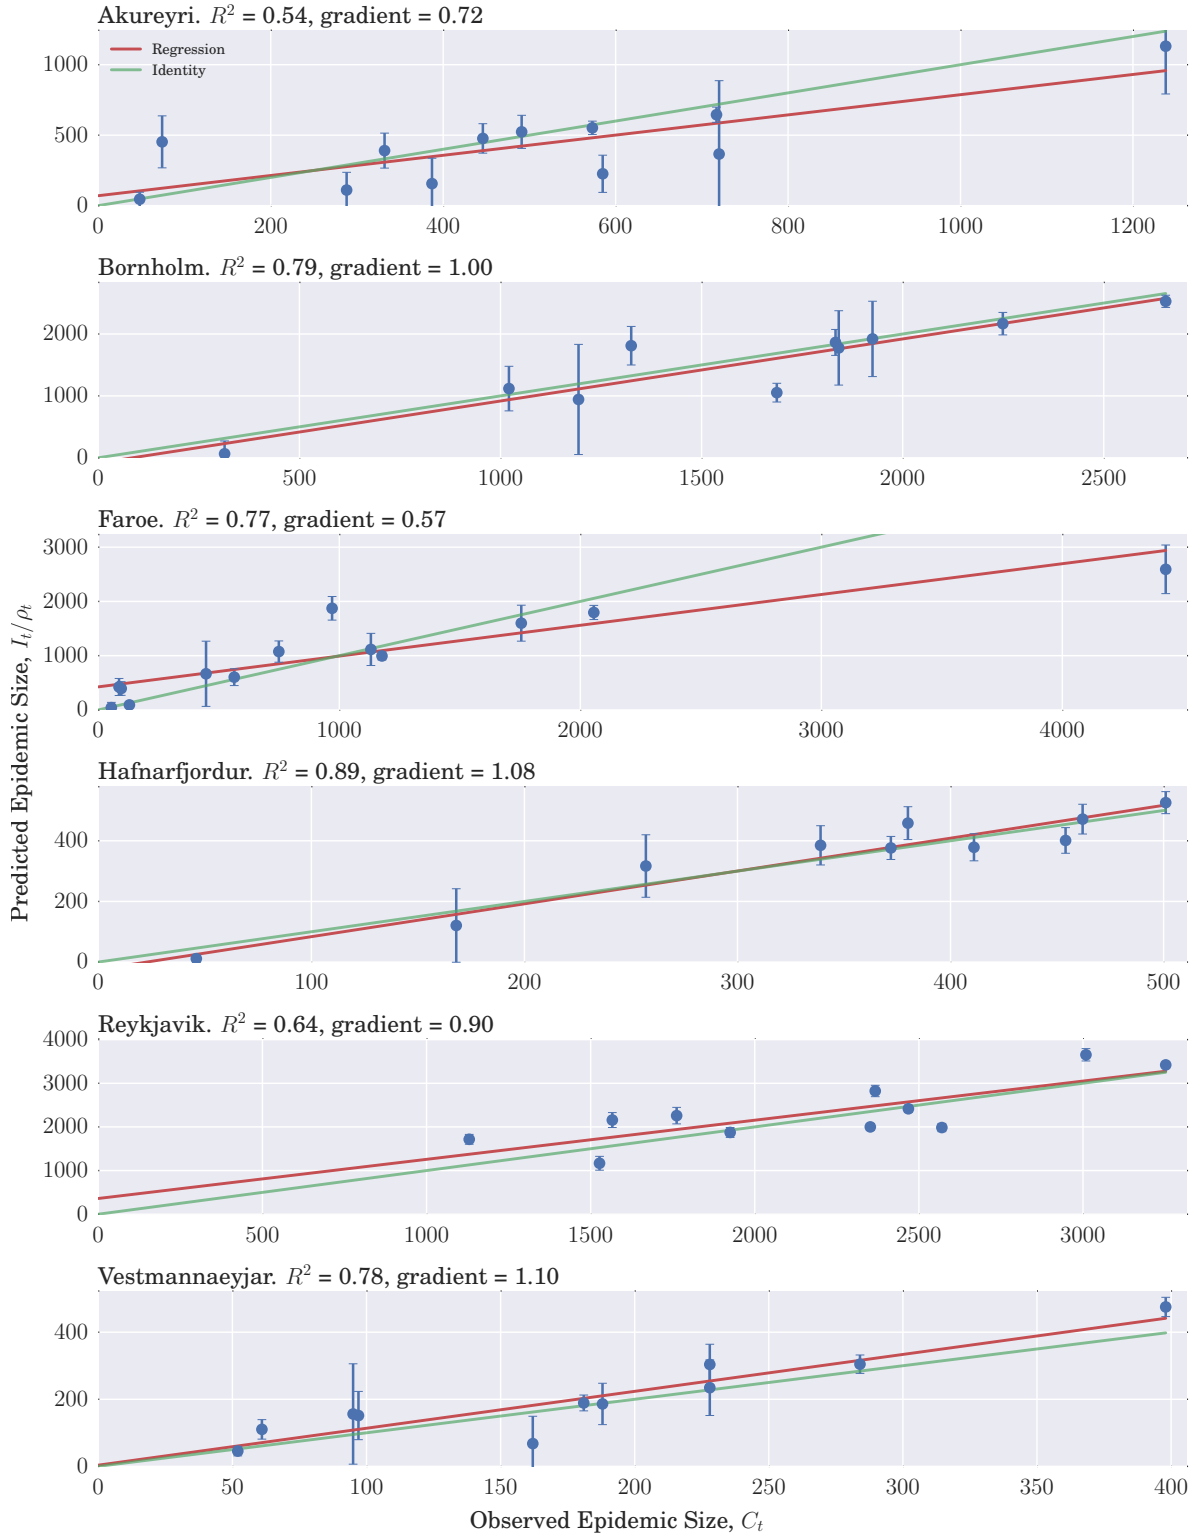 Akureyri. R² = 0.54, gradient = 0.72
Regression
Identity
1000
500
0
0 200 400 600 800 1000 1200
Bornholm. R² = 0.79, gradient = 1.00
2000
1000
0
0 500 1000 1500 2000 2500
Faroe. R² = 0.77, gradient = 0.57
3000
2000
1000
0
0 1000 2000 3000 4000
Predicted Epidemic Size, I_t/ρ_t
Hafnarfjordur. R² = 0.89, gradient = 1.08
400
200
0
0 100 200 300 400 500
Reykjavik. R² = 0.64, gradient = 0.90
4000
3000
2000
1000
0
0 500 1000 1500 2000 2500 3000
Vestmannaeyjar. R² = 0.78, gradient = 1.10
400
200
0
0 50 100 150 200 250 300 350 400
Observed Epidemic Size, C_t